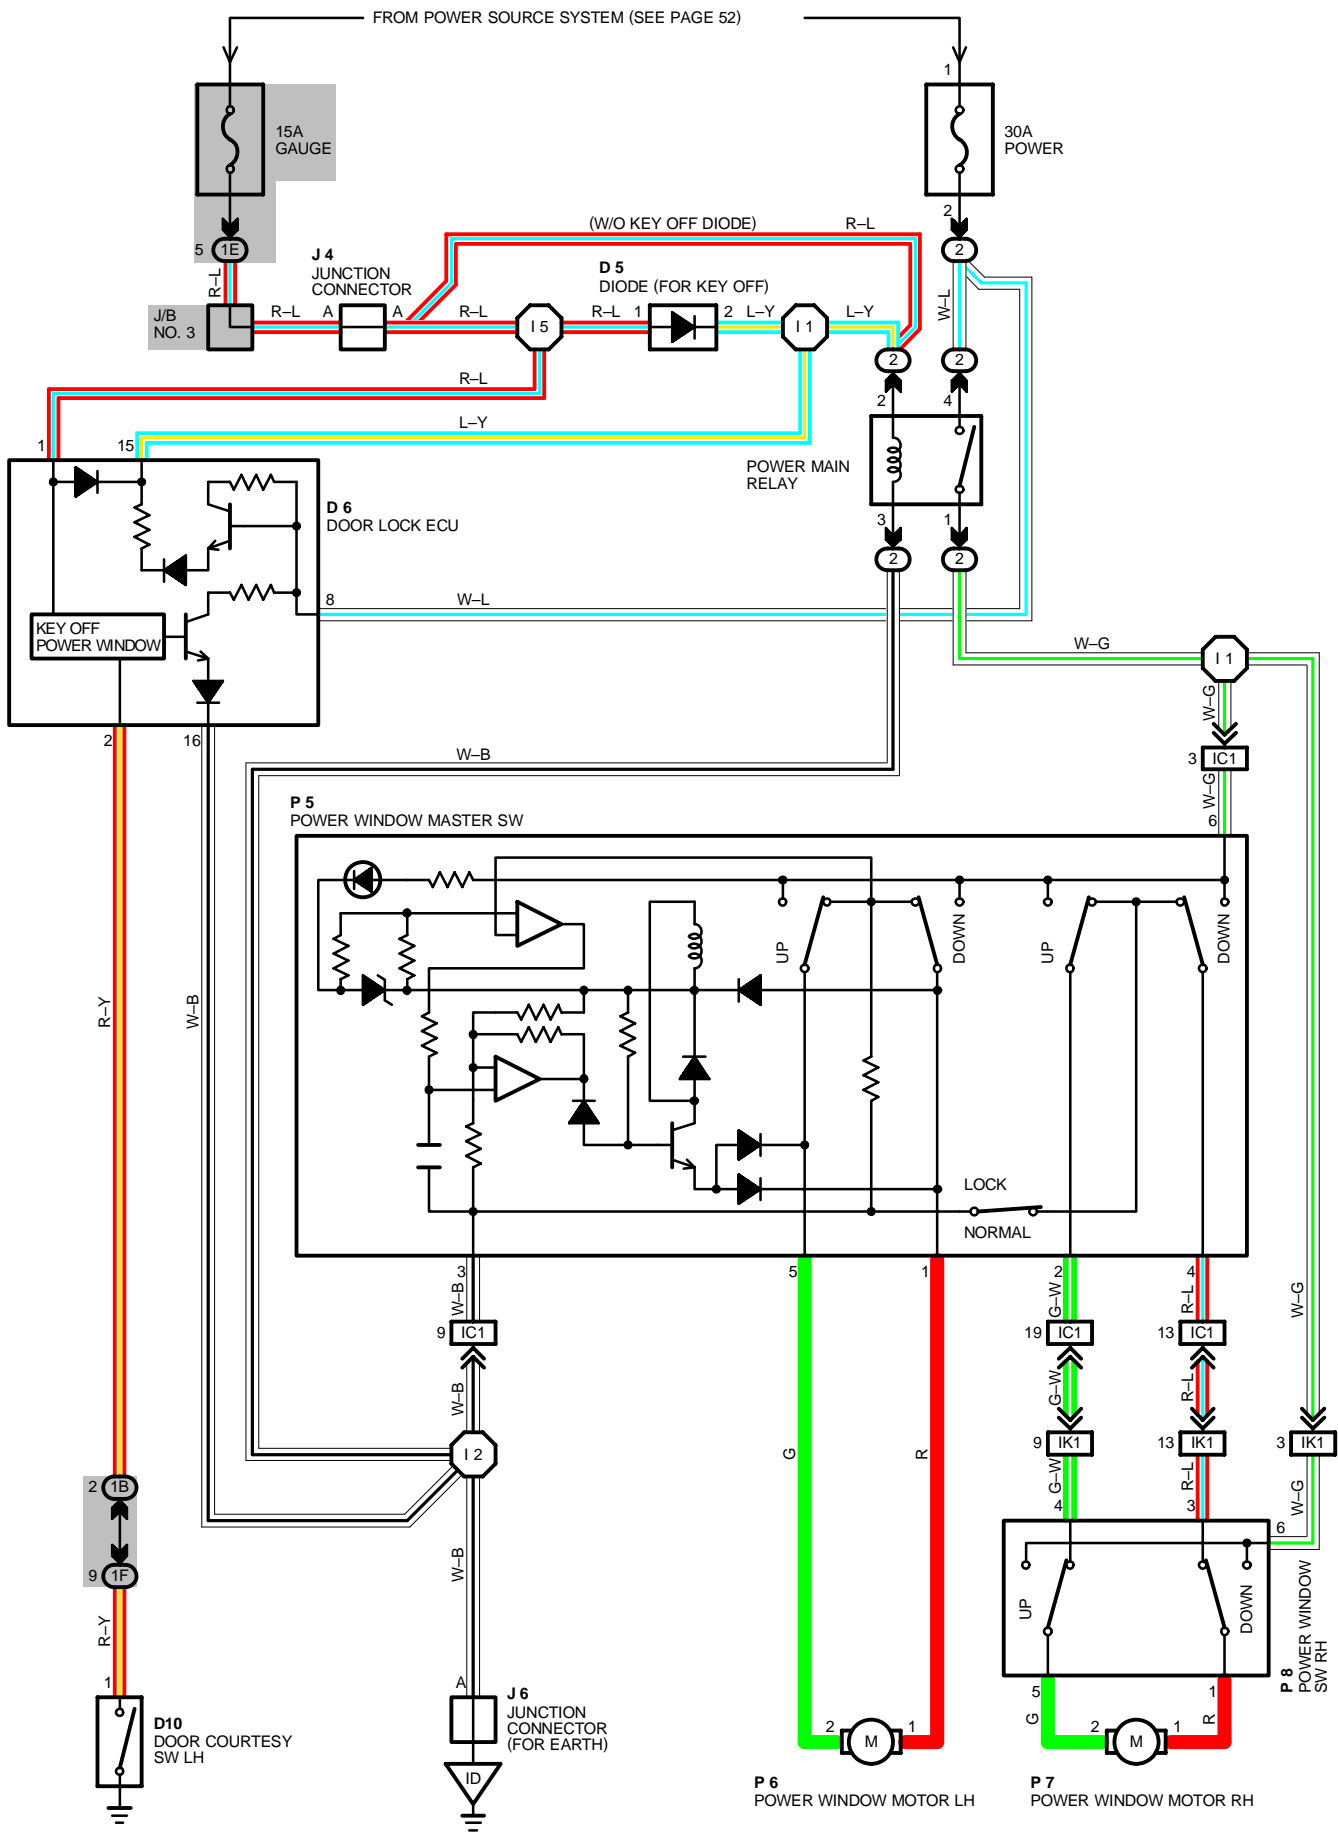 FROM POWER SOURCE SYSTEM (SEE PAGE 52)
1
15A
GAUGE
30A
POWER
2
5 1E
2
(W/O KEY OFF DIODE)
R–L
J 4
JUNCTION
CONNECTOR
D 5
DIODE (FOR KEY OFF)
R–L
W–L
J/B
NO. 3
R–L
A
A
R–L
I 5
R–L
1
2
L–Y
I 1
L–Y
2
2
R–L
2
4
L–Y
1
15
POWER MAIN
RELAY
D 6
DOOR LOCK ECU
3
1
2
2
8
W–L
KEY OFF
POWER WINDOW
W–G
I 1
W–G
2
16
W–B
3 IC1
W–G
6
P 5
POWER WINDOW MASTER SW
UP
DOWN
UP
DOWN
R–Y
W–B
LOCK
NORMAL
3
5
1
2
4
W–B
G–W
R–L
W–G
9 IC1
19 IC1
13 IC1
W–B
G–W
R–L
I 2
G
R
9 IK1
13 IK1
3 IK1
G–W
R–L
W–G
2 1B
4
3
6
9 1F
W–B
UP
DOWN
P 8
POWER WINDOW
SW RH
R–Y
1
A
5
1
G
R
D10
DOOR COURTESY
SW LH
J 6
JUNCTION
CONNECTOR
(FOR EARTH)
ID
2
M
1
2
M
1
P 6
POWER WINDOW MOTOR LH
P 7
POWER WINDOW MOTOR RH